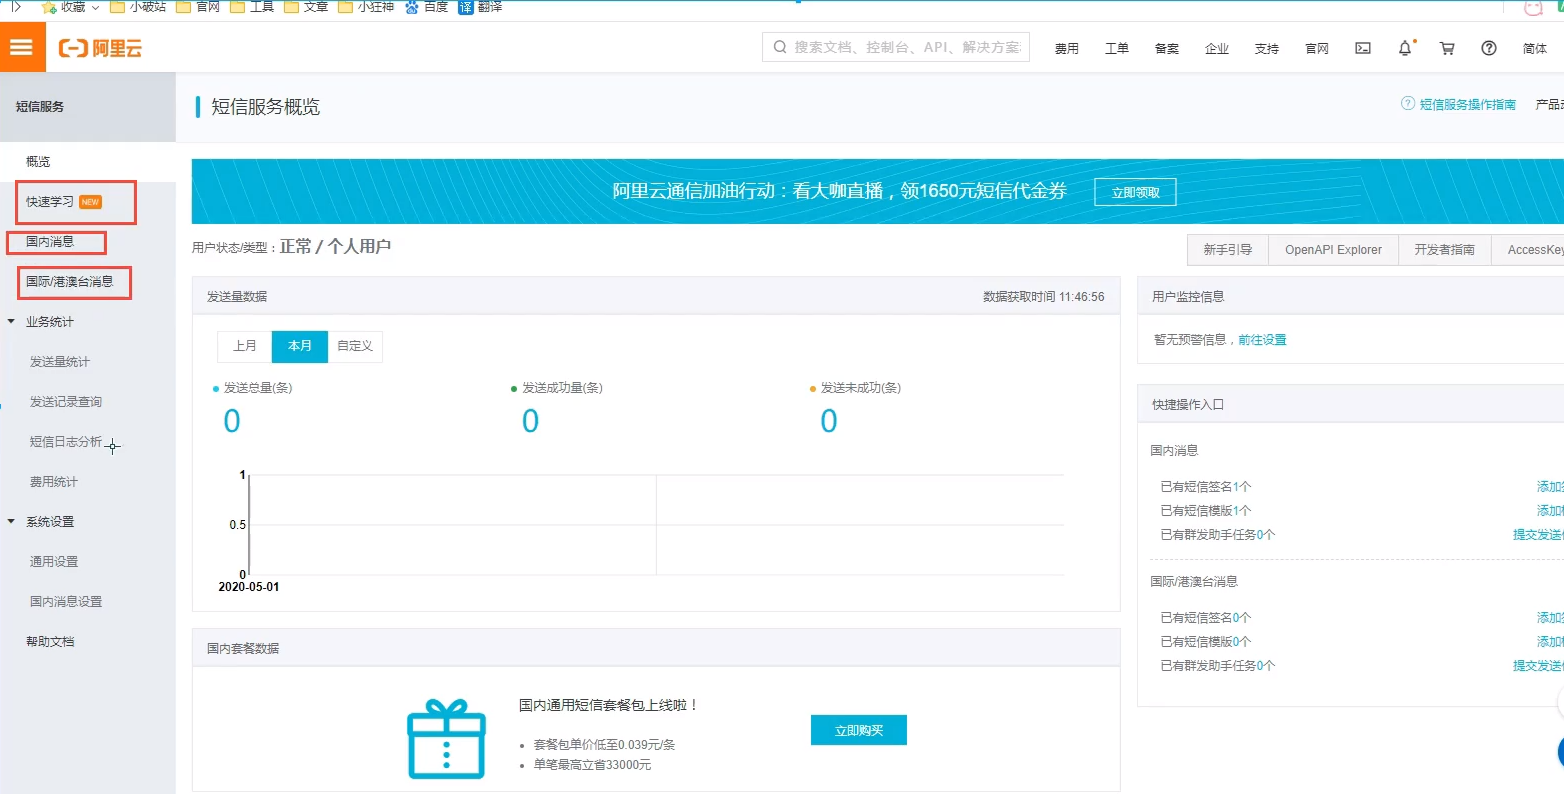 收藏 小破站 官网 工具 文章 小狂神 百度 译 翻译
阿里云 搜索文档、控制台、API、解决方案 费用 工单 备案 企业 支持 官网 简体
短信服务
短信服务概览
短信服务操作指南 产品
概览
快速学习 NEW
国内消息
国际/港澳台消息
业务统计
发送量统计
发送记录查询
短信日志分析
费用统计
系统设置
通用设置
国内消息设置
帮助文档
阿里云通信加油行动：看大咖直播，领1650元短信代金券 立即领取
用户状态/类型：正常 / 个人用户
新手引导 OpenAPI Explorer 开发者指南 AccessKey
发送量数据 数据获取时间 11:46:56
上月 本月 自定义
发送总量(条) 发送成功量(条) 发送未成功(条)
0 0 0
1
0.5
0
2020-05-01
国内套餐数据
国内通用短信套餐包上线啦！
套餐包单价低至0.039元/条
单笔最高立省33000元
立即购买
用户监控信息
暂无预警信息，前往设置
快捷操作入口
国内消息
已有短信签名1个 添加
已有短信模版1个 添加
已有群发助手任务0个 提交发送
国际/港澳台消息
已有短信签名0个 添加
已有短信模版0个 添加
已有群发助手任务0个 提交发送